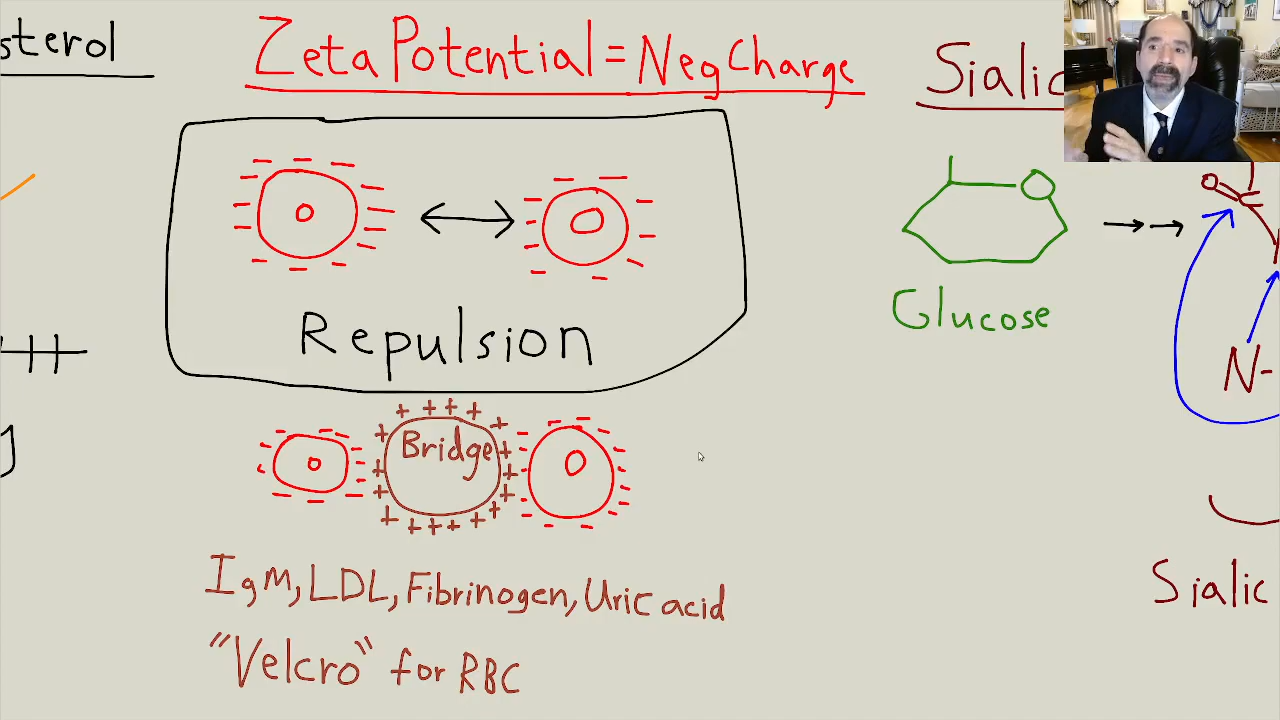 sterol
Zeta Potential = Neg Charge
Sialic
Repulsion
Glucose
Bridge
N-
IgM, LDL, Fibrinogen, Uric acid
Sialic
"Velcro" for RBC